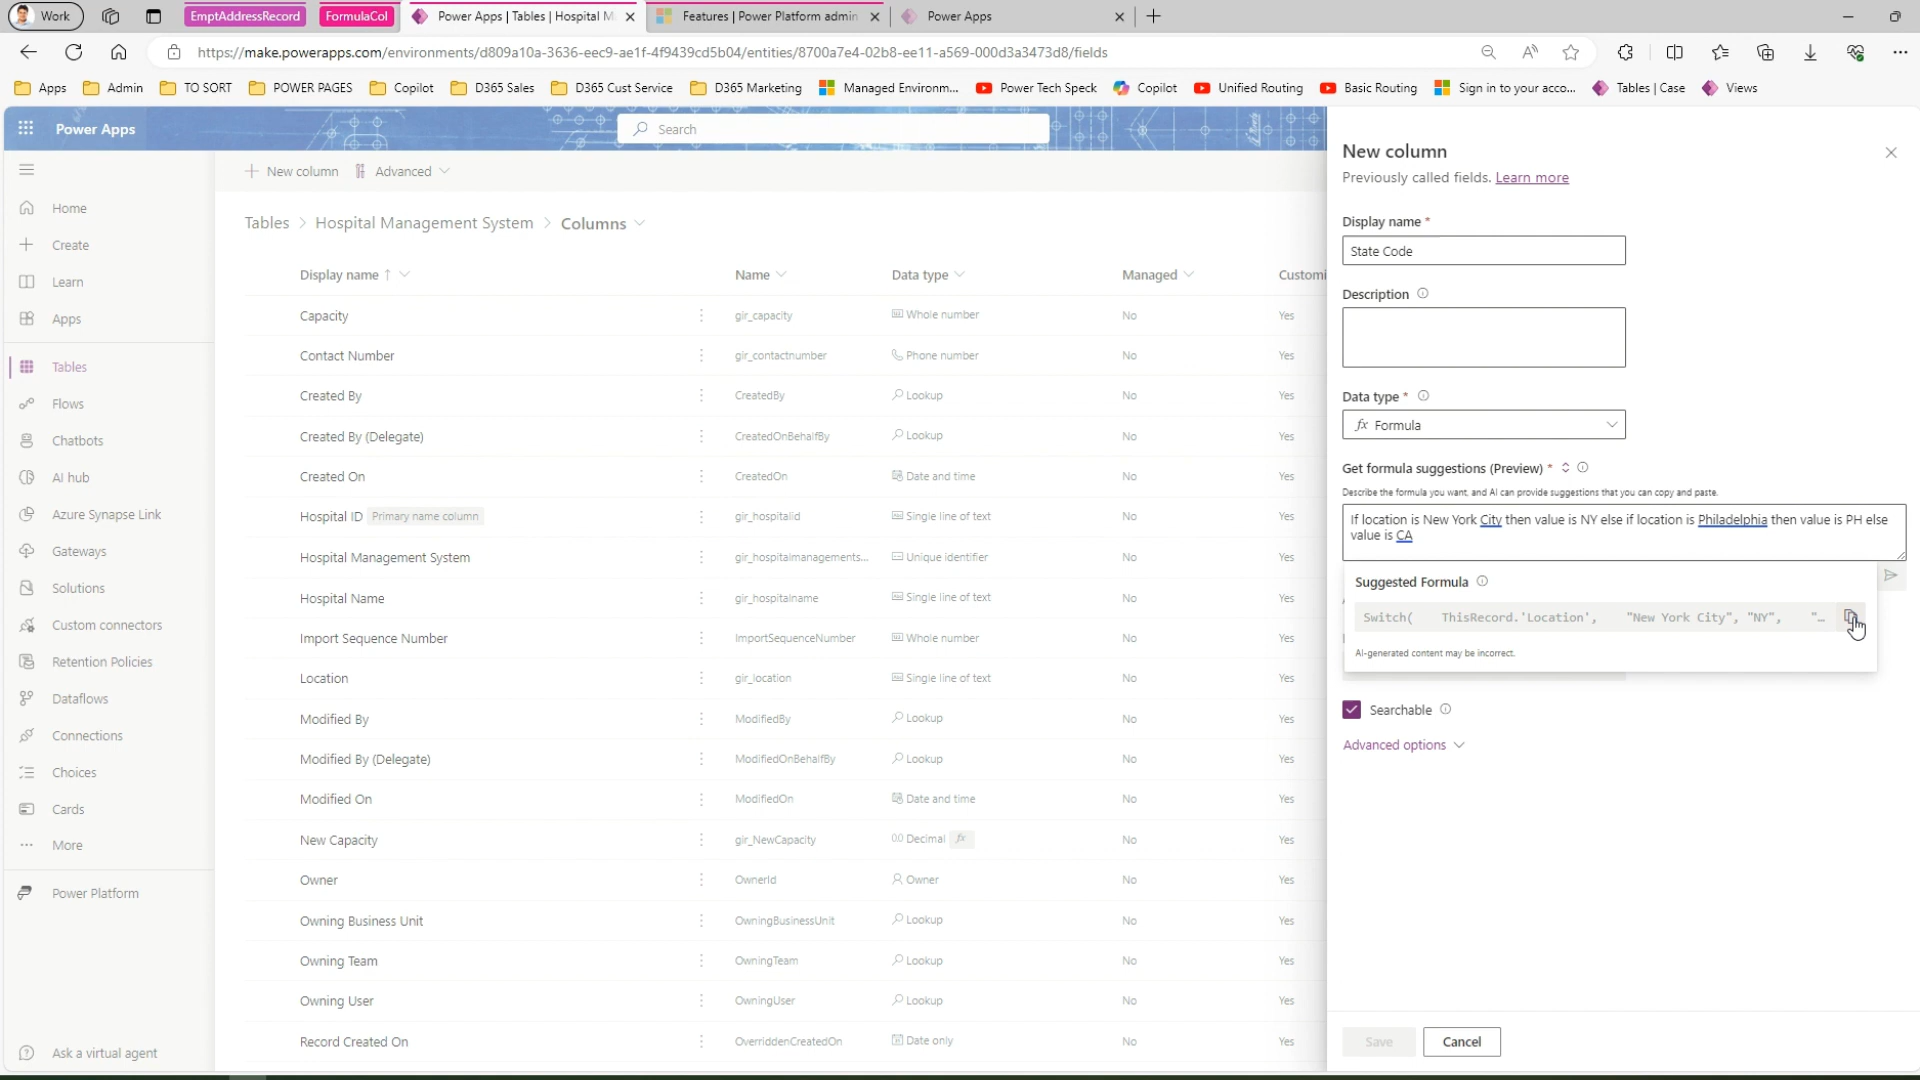 Work
EmptAddressRecord
FormulaCol
Power Apps | Tables | Hospital M
Features | Power Platform admin
Power Apps
https://make.powerapps.com/environments/d809a10a-3636-eec9-ae1f-4f9439cd5b04/entities/8700a7e4-02b8-ee11-a569-000d3a3473d8/fields
Apps
Admin
TO SORT
POWER PAGES
Copilot
D365 Sales
D365 Cust Service
D365 Marketing
Managed Environm...
Power Tech Speck
Copilot
Unified Routing
Basic Routing
Sign in to your acco...
Tables | Case
Views
Power Apps
Search
Home
Create
Learn
Apps
Tables
Flows
Chatbots
AI hub
Azure Synapse Link
Gateways
Solutions
Custom connectors
Retention Policies
Dataflows
Connections
Choices
Cards
More
Power Platform
Ask a virtual agent
New column Advanced
Tables > Hospital Management System > Columns
Display name ↑ Name Data type Managed Customi
Capacity gir_capacity Whole number No Yes
Contact Number gir_contactnumber Phone number No Yes
Created By CreatedBy Lookup No Yes
Created By (Delegate) CreatedOnBehalfBy Lookup No Yes
Created On CreatedOn Date and time No Yes
Hospital ID Primary name column gir_hospitalid Single line of text No Yes
Hospital Management System gir_hospitalmanagements... Unique identifier No Yes
Hospital Name gir_hospitalname Single line of text No Yes
Import Sequence Number ImportSequenceNumber Whole number No Yes
Location gir_location Single line of text No Yes
Modified By ModifiedBy Lookup No Yes
Modified By (Delegate) ModifiedOnBehalfBy Lookup No Yes
Modified On ModifiedOn Date and time No Yes
New Capacity gir_NewCapacity Decimal fx No Yes
Owner OwnerId Owner No Yes
Owning Business Unit OwningBusinessUnit Lookup No Yes
Owning Team OwningTeam Lookup No Yes
Owning User OwningUser Lookup No Yes
Record Created On OverriddenCreatedOn Date only No Yes
New column
Previously called fields. Learn more
Display name *
State Code
Description
Data type *
fx Formula
Get formula suggestions (Preview) *
Describe the formula you want, and AI can provide suggestions that you can copy and paste.
If location is New York City then value is NY else if location is Philadelphia then value is PH else
value is CA
Suggested Formula
Switch( ThisRecord.'Location', "New York City", "NY", "...
AI-generated content may be incorrect.
Searchable
Advanced options
Save
Cancel